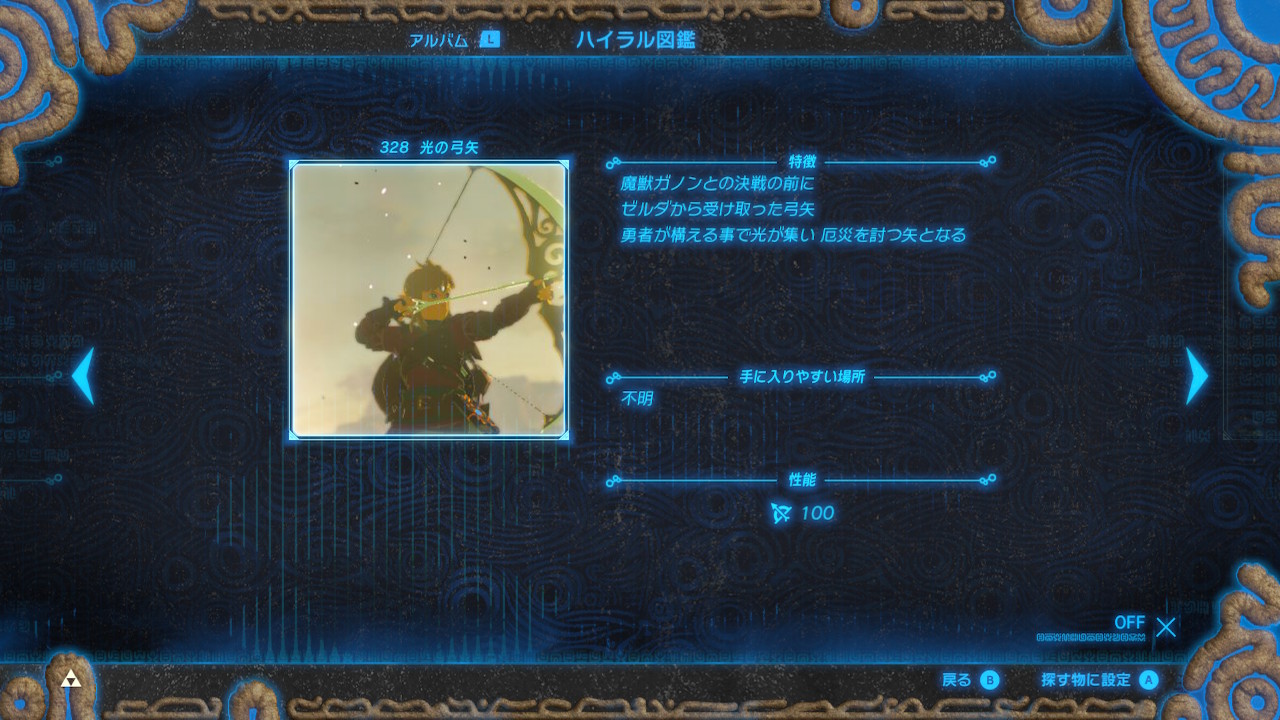 アルバム L ハイラル図鑑
328 光の弓矢
特徴
魔獣ガノンとの決戦の前に
ゼルダから受け取った弓矢
勇者が構える事で光が集い 厄災を討つ矢となる
手に入りやすい場所
不明
性能
100
OFF
戻る B 探す物に設定 A